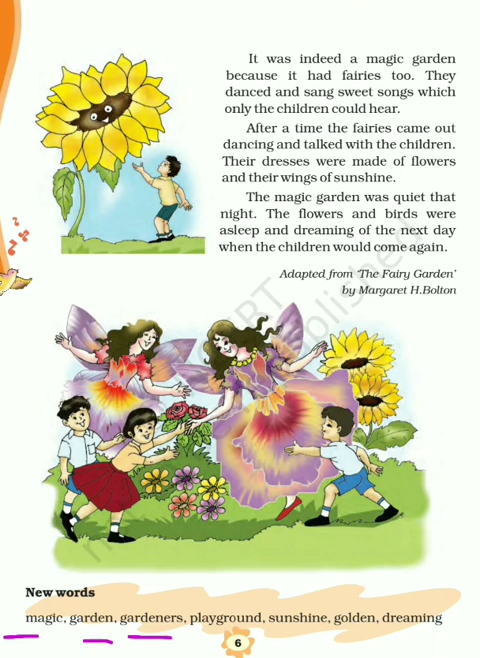 It was indeed a magic garden
because it had fairies too. They
danced and sang sweet songs which
only the children could hear.
After a time the fairies came out
dancing and talked with the children.
Their dresses were made of flowers
and their wings of sunshine.
The magic garden was quiet that
night. The flowers and birds were
asleep and dreaming of the next day
when the children would come again.
Adapted from 'The Fairy Garden'
by Margaret H.Bolton
New words
magic, garden, gardeners, playground, sunshine, golden, dreaming
6